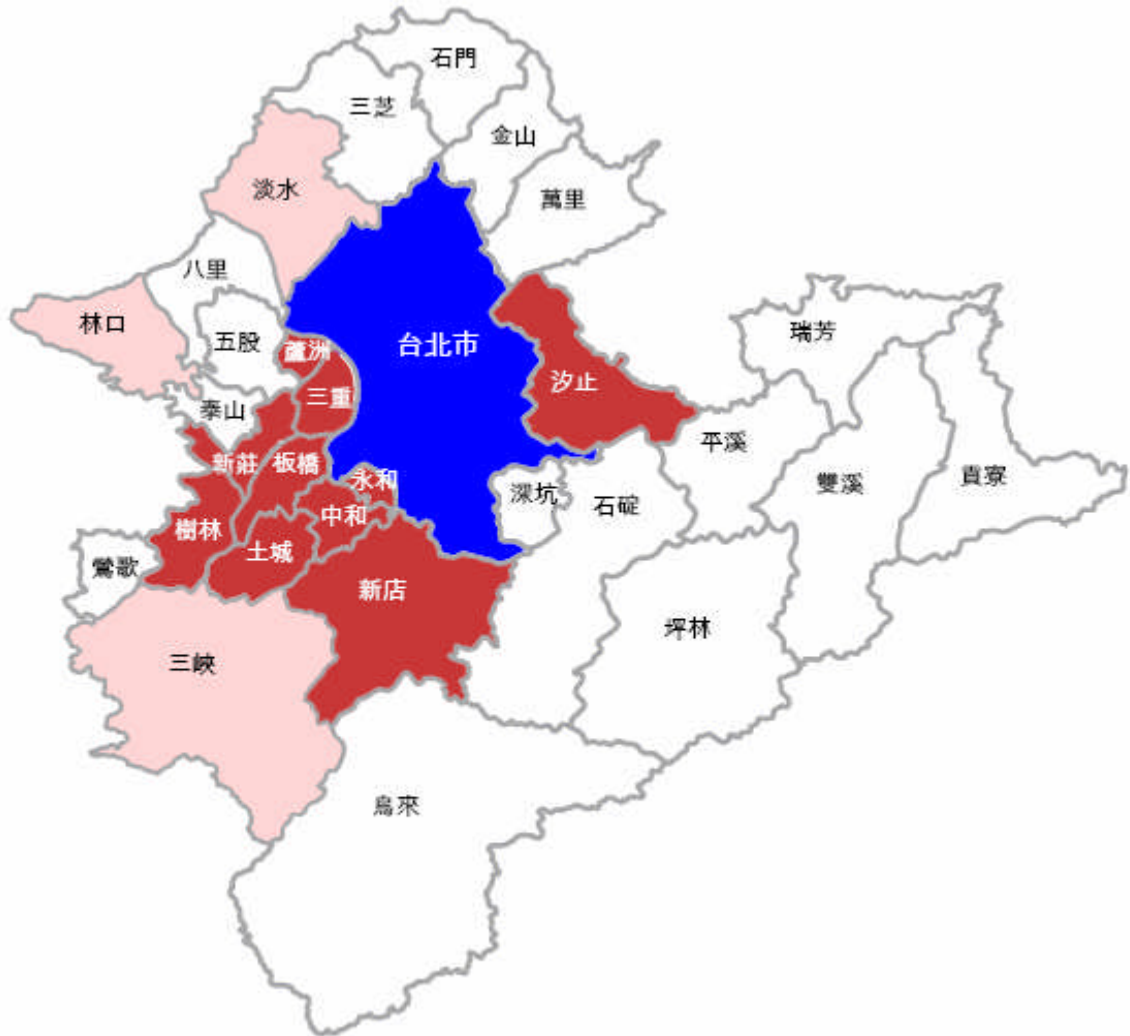 石門
三芝
金山
淡水
萬里
八里
林口
五股
台北市
瑞芳
蘆洲
汐止
三重
泰山
平溪
新莊
板橋
永和
深坑
石碇
雙溪
貢寮
中和
樹林
土城
鶯歌
新店
坪林
三峽
烏來